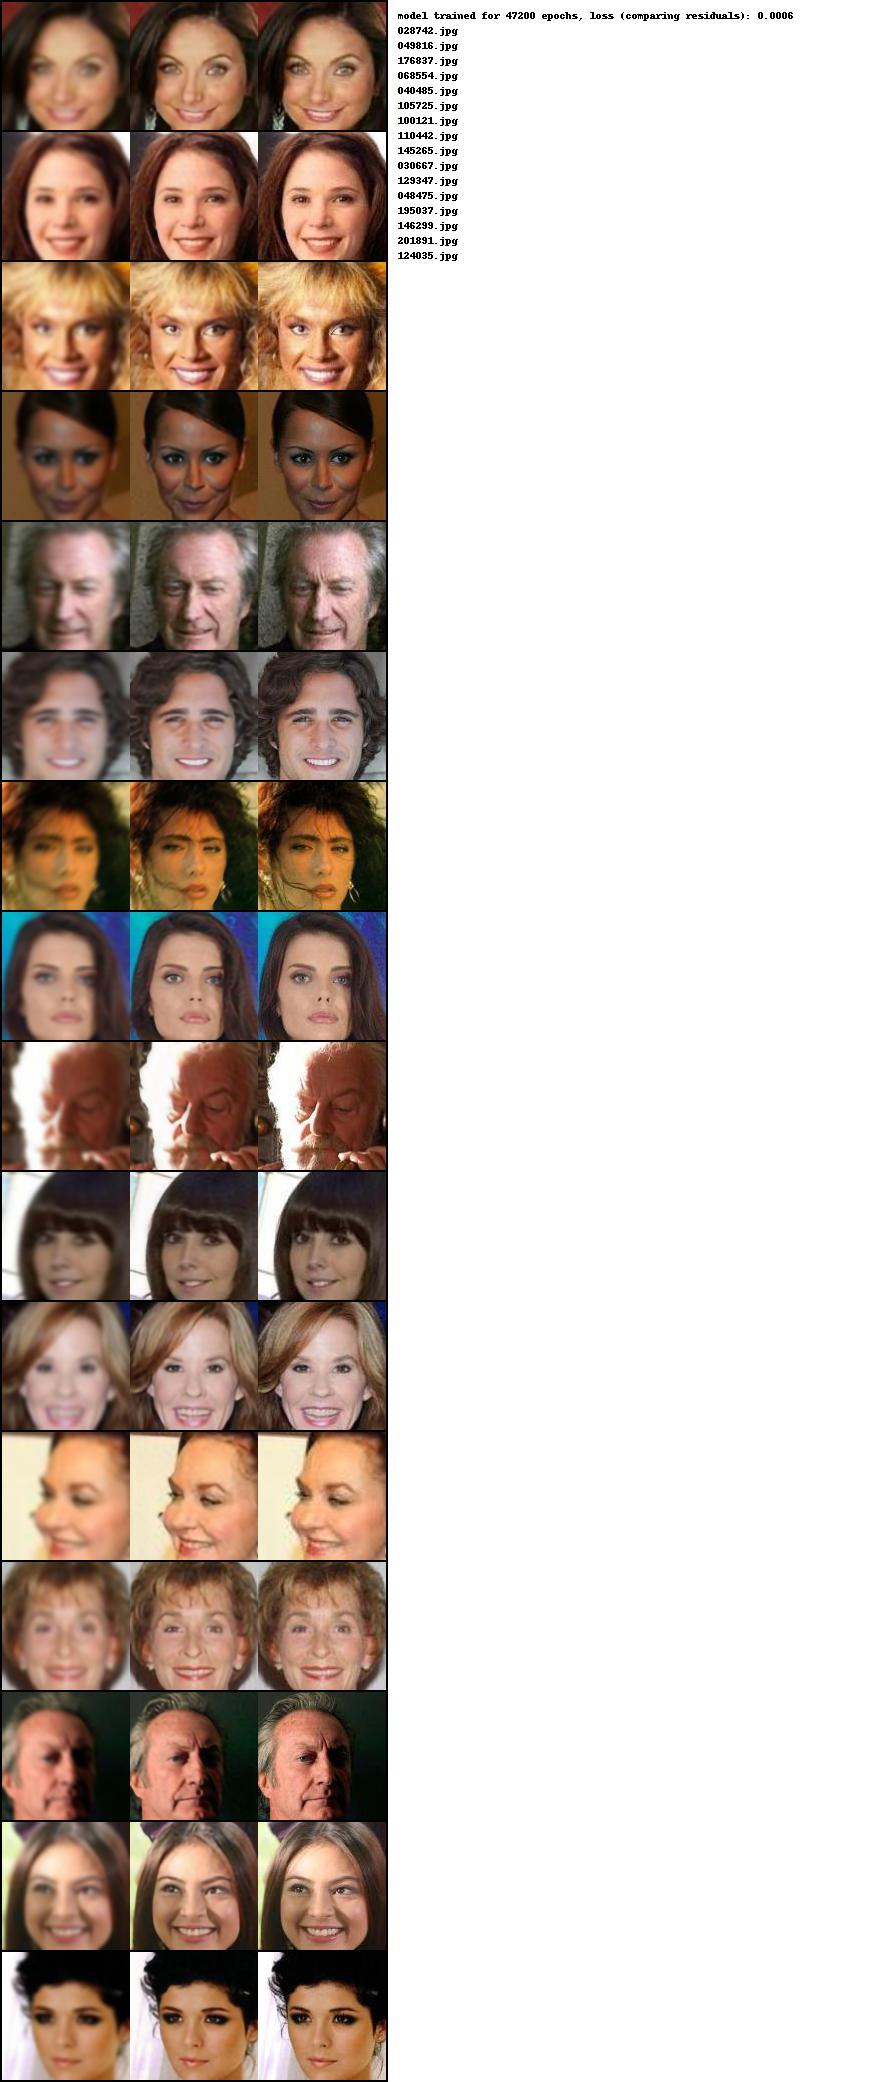 model trained for 47200 epochs, loss (comparing residuals): 0.0006
028742.jpg
049816.jpg
176837.jpg
068554.jpg
040485.jpg
105725.jpg
100121.jpg
110442.jpg
145265.jpg
030667.jpg
129347.jpg
048475.jpg
195037.jpg
146299.jpg
201891.jpg
124035.jpg